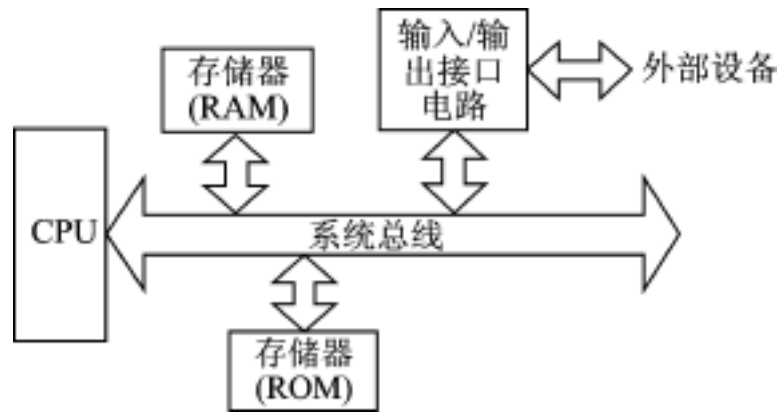 存储器
(RAM)
输入/输
出接口
电路
外部设备
CPU
系统总线
存储器
(ROM)